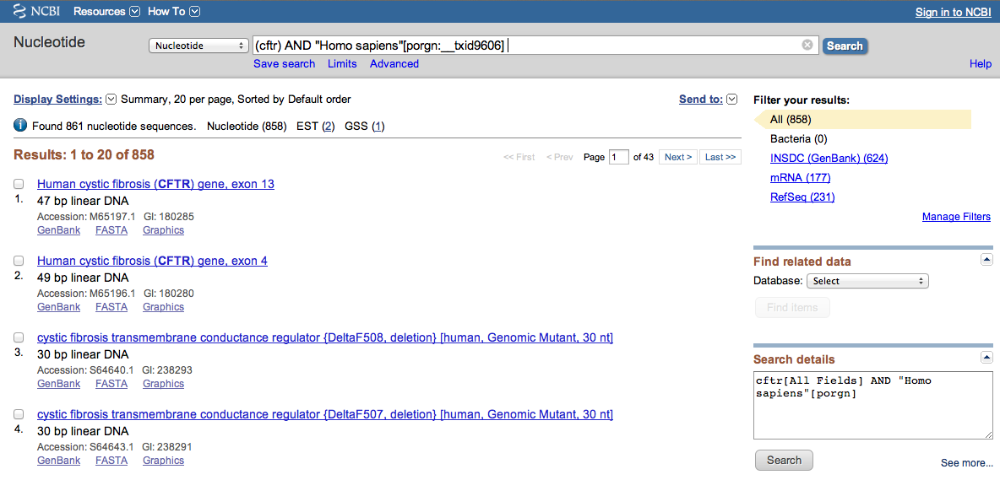 NCBI Resources How To Sign in to NCBI
Nucleotide
Nucleotide (cftr) AND "Homo sapiens"[porgn:__txid9606] Search
Save search Limits Advanced Help
Display Settings: Summary, 20 per page, Sorted by Default order Send to:
Found 861 nucleotide sequences. Nucleotide (858) EST (2) GSS (1)
Results: 1 to 20 of 858
<< First < Prev Page 1 of 43 Next > Last >>
Human cystic fibrosis (CFTR) gene, exon 13
1. 47 bp linear DNA
Accession: M65197.1 GI: 180285
GenBank FASTA Graphics
Human cystic fibrosis (CFTR) gene, exon 4
2. 49 bp linear DNA
Accession: M65196.1 GI: 180280
GenBank FASTA Graphics
cystic fibrosis transmembrane conductance regulator {DeltaF508, deletion} [human, Genomic Mutant, 30 nt]
3. 30 bp linear DNA
Accession: S64640.1 GI: 238293
GenBank FASTA Graphics
cystic fibrosis transmembrane conductance regulator {DeltaF507, deletion} [human, Genomic Mutant, 30 nt]
4. 30 bp linear DNA
Accession: S64643.1 GI: 238291
GenBank FASTA Graphics
Filter your results:
All (858)
Bacteria (0)
INSDC (GenBank) (624)
mRNA (177)
RefSeq (231)
Manage Filters
Find related data
Database: Select
Find items
Search details
cftr[All Fields] AND "Homo
sapiens"[porgn]
Search
See more...